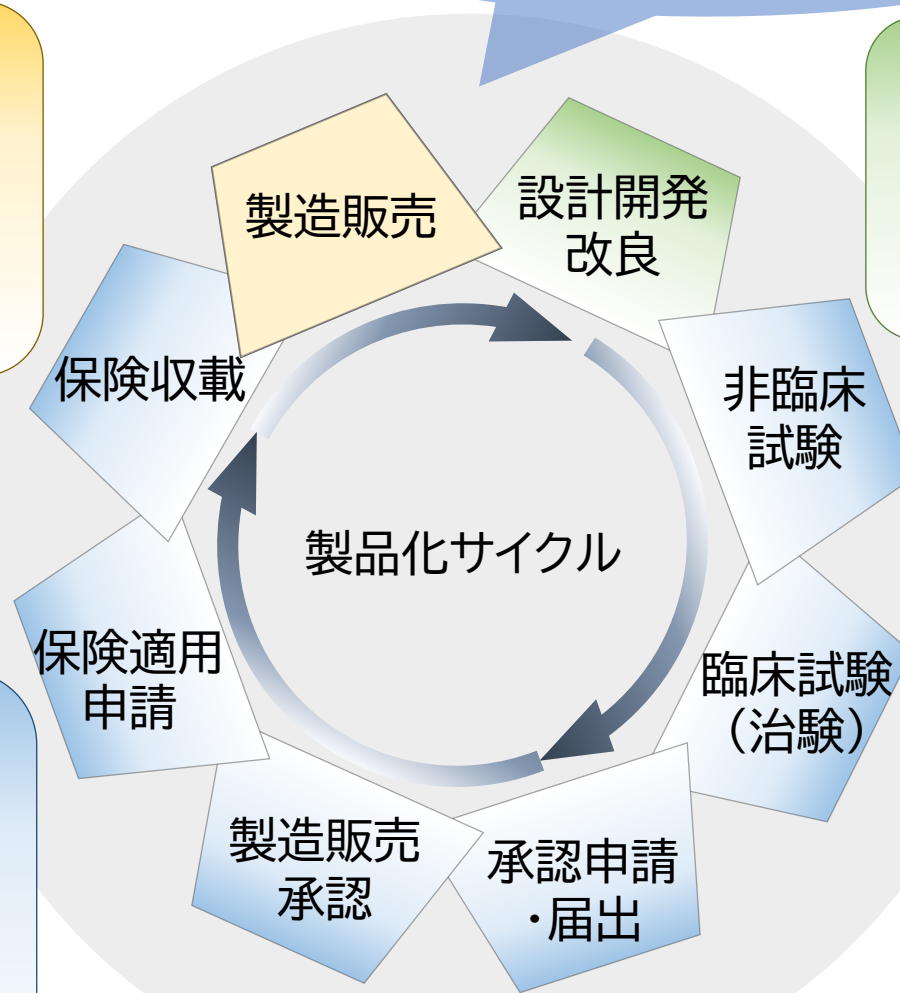 製造販売
設計開発
改良
非臨床
試験
臨床試験
（治験）
承認申請
・届出
製造販売
承認
保険適用
申請
保険収載
製品化サイクル